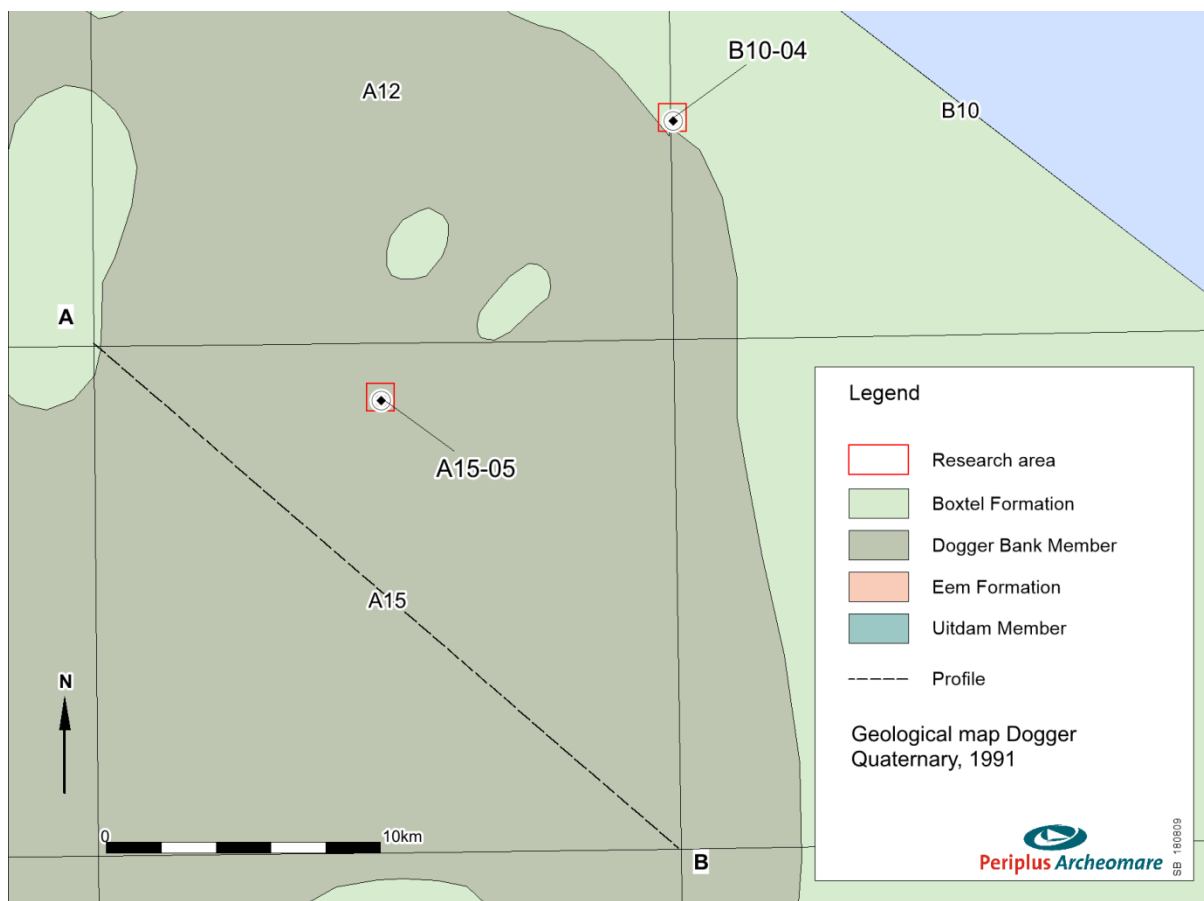 B10-04
A12
B10
A
A15-05
A15
N
0
10km
B
Legend
Research area
Boxtel Formation
Dogger Bank Member
Eem Formation
Uitdam Member
Profile
Geological map Dogger
Quaternary, 1991
Periplus Archeomare
SB 180809